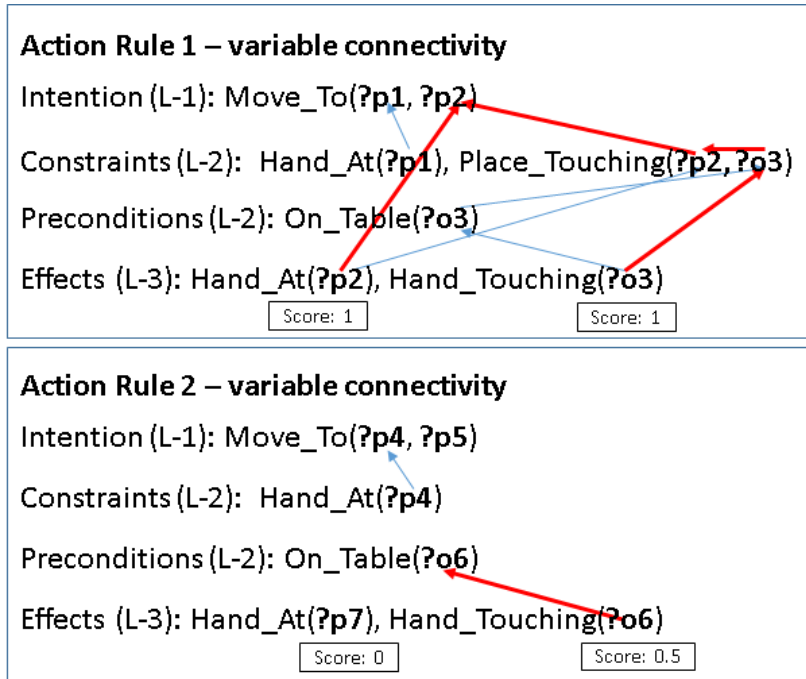 Action Rule 1 – variable connectivity
Intention (L-1): Move_To(?p1, ?p2)
Constraints (L-2):  Hand_At(?p1), Place_Touching(?p2,?o3)
Preconditions (L-2): On_Table(?o3)
Effects (L-3): Hand_At(?p2), Hand_Touching(?o3)
Score: 1 Score: 1
Action Rule 2 – variable connectivity
Intention (L-1): Move_To(?p4, ?p5)
Constraints (L-2):  Hand_At(?p4)
Preconditions (L-2): On_Table(?o6)
Effects (L-3): Hand_At(?p7), Hand_Touching(?o6)
Score: 0 Score: 0.5